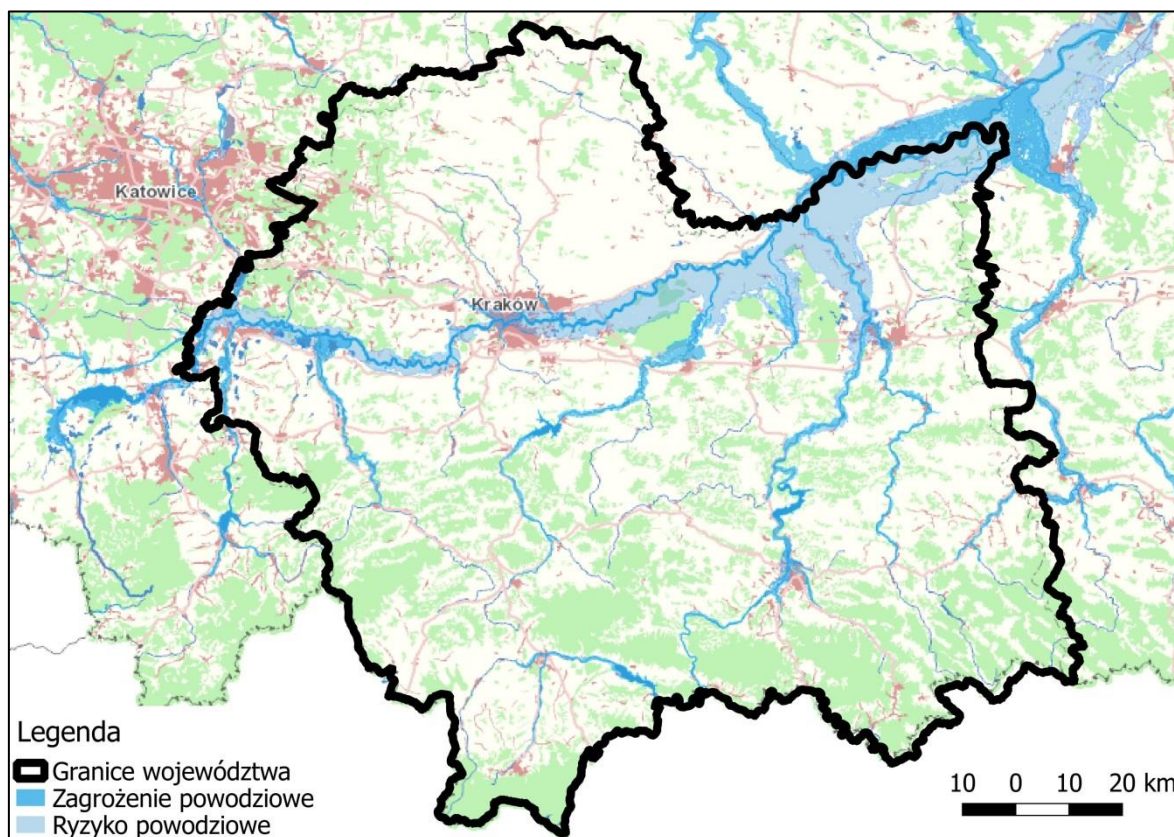 Katowice
Kraków
Legenda
Granice województwa
Zagrożenie powodziowe
Ryzyko powodziowe
10 0 10 20 km